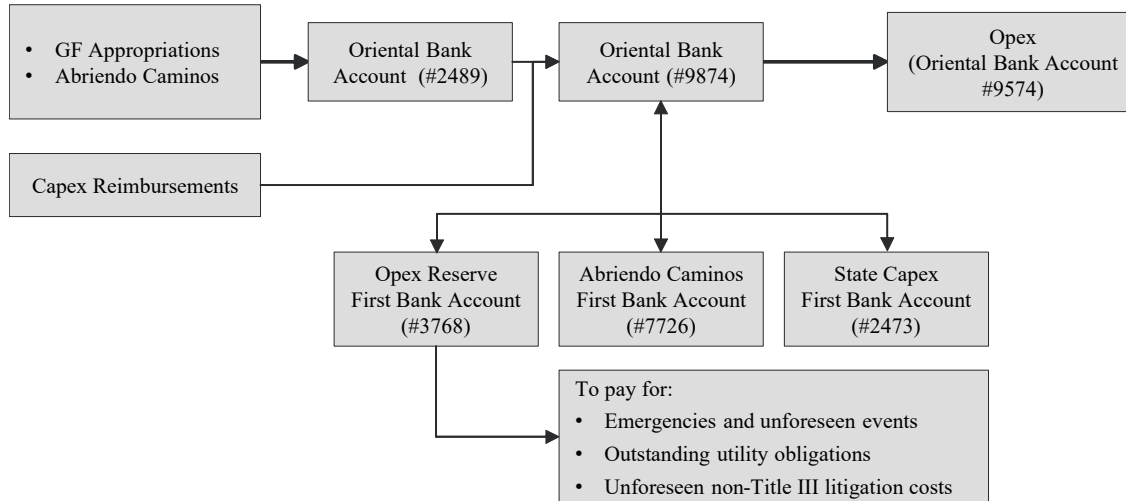 • GF Appropriations
• Abriendo Caminos
Oriental Bank
Account (#2489)
Oriental Bank
Account (#9874)
Opex
(Oriental Bank Account
#9574)
Capex Reimbursements
Opex Reserve
First Bank Account
(#3768)
Abriendo Caminos
First Bank Account
(#7726)
State Capex
First Bank Account
(#2473)
To pay for:
• Emergencies and unforeseen events
• Outstanding utility obligations
• Unforeseen non-Title III litigation costs